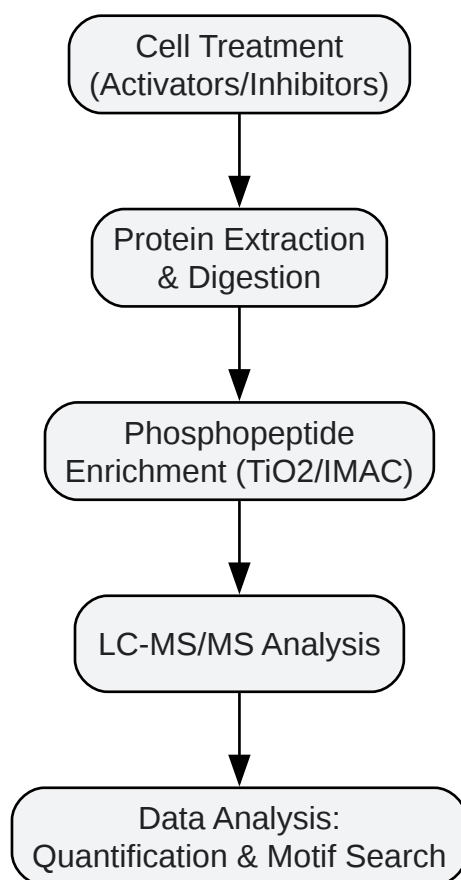 Cell Treatment
(Activators/Inhibitors)
Protein Extraction
& Digestion
Phosphopeptide
Enrichment (TiO2/IMAC)
LC-MS/MS Analysis
Data Analysis:
Quantification & Motif Search